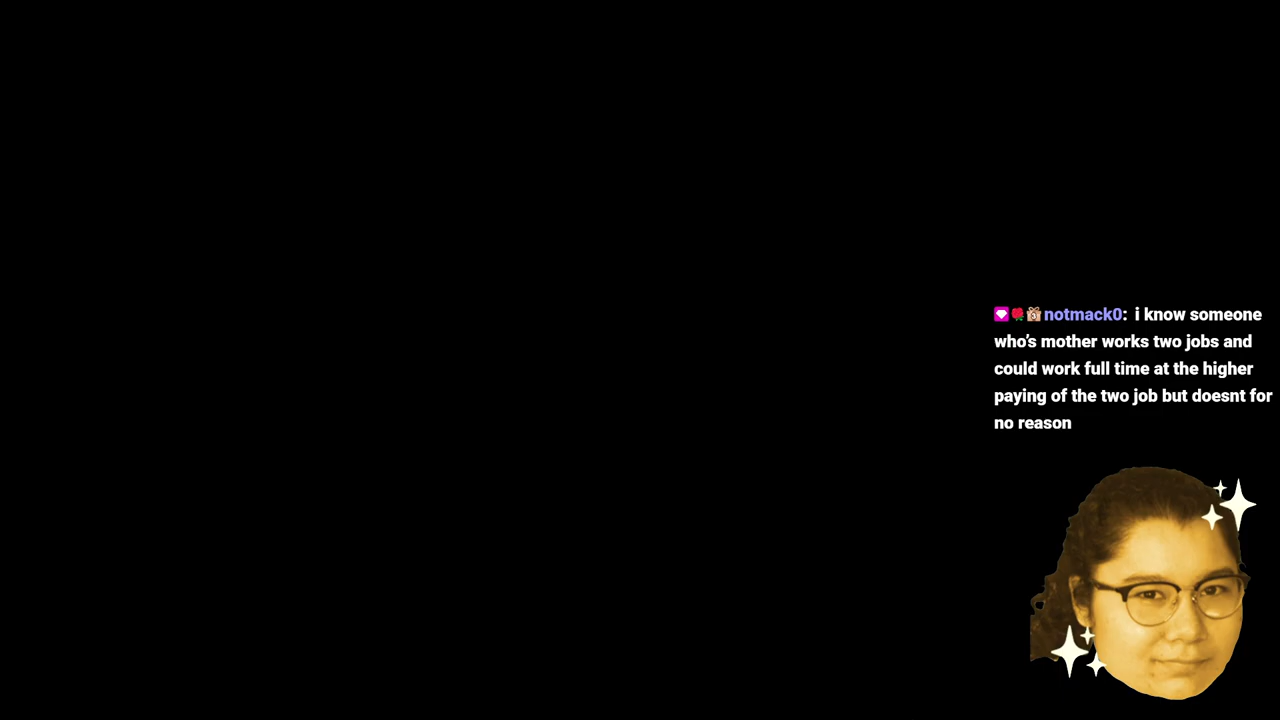 notmack0: i know someone
who's mother works two jobs and
could work full time at the higher
paying of the two job but doesnt for
no reason